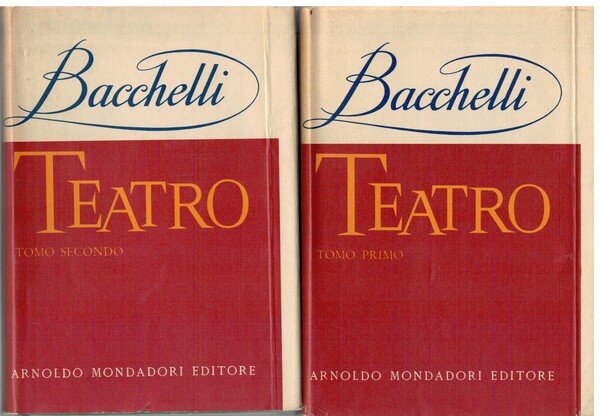 Bacchelli
TEATRO
TOMO SECONDO
ARNOLDO MONDADORI EDITORE
Bacchelli
TEATRO
TOMO PRIMO
ARNOLDO MONDADORI EDITORE